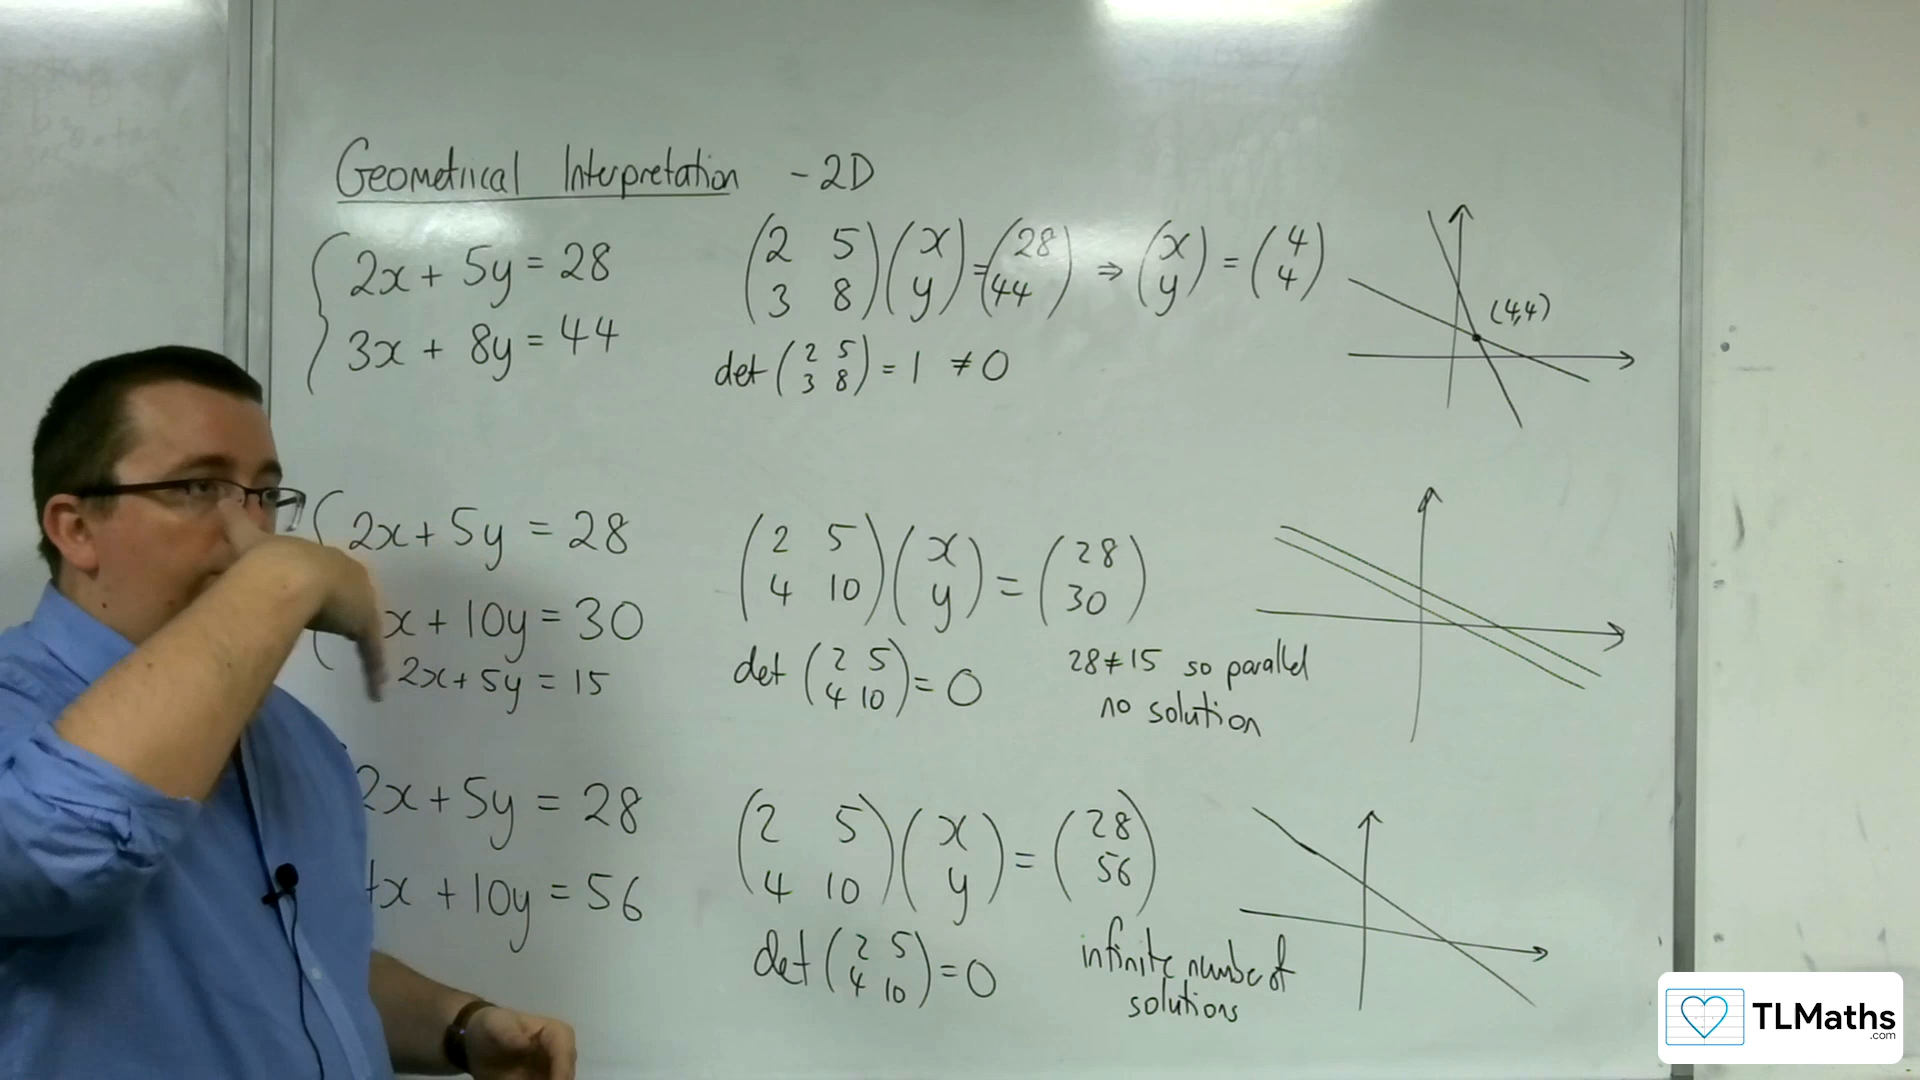 Geometrical Interpretation - 2D
2x + 5y = 28
3x + 8y = 44
(2 5
3 8)(x
y) = (28
44) ⇒ (x
y) = (4
4)
det (2 5
3 8) = 1 ≠ 0
(4,4)
2x + 5y = 28
x + 10y = 30
2x + 5y = 15
(2 5
4 10)(x
y) = (28
30)
det (2 5
4 10) = 0
28 ≠ 15 so parallel
no solution
2x + 5y = 28
x + 10y = 56
(2 5
4 10)(x
y) = (28
56)
det (2 5
4 10) = 0
infinite number of
solutions
TLMaths
.com